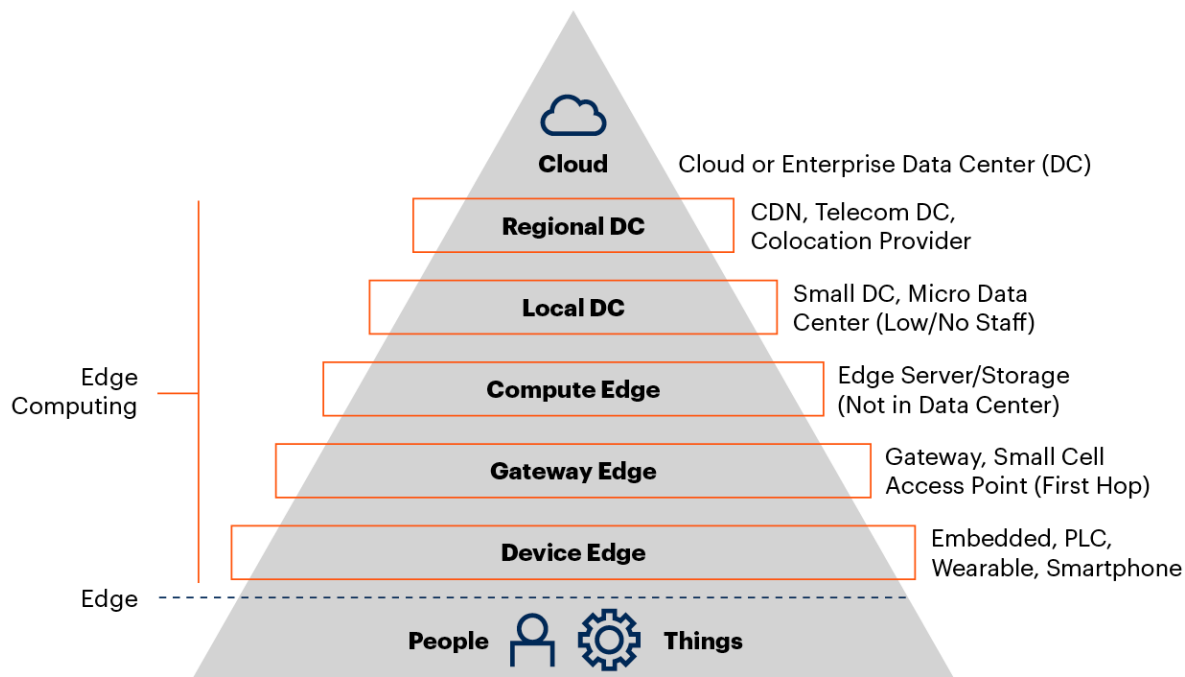 Cloud
Cloud or Enterprise Data Center (DC)
Regional DC
CDN, Telecom DC,
Colocation Provider
Local DC
Small DC, Micro Data
Center (Low/No Staff)
Edge
Computing
Compute Edge
Edge Server/Storage
(Not in Data Center)
Gateway Edge
Gateway, Small Cell
Access Point (First Hop)
Device Edge
Embedded, PLC,
Wearable, Smartphone
Edge
People
Things